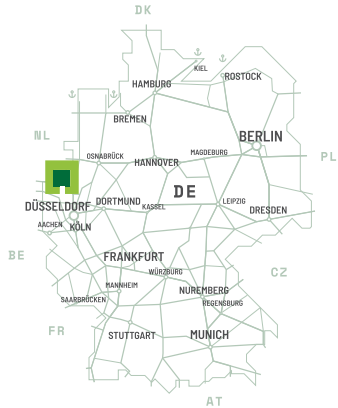 DK
KIEL
ROSTOCK
HAMBURG
BREMEN
NL
BERLIN
OSNABRÜCK
HANNOVER
MAGDEBURG
PL
DE
DÜSSELDORF
DORTMUND
KASSEL
LEIPZIG
DRESDEN
AACHEN
KÖLN
BE
FRANKFURT
WÜRZBURG
CZ
MANNHEIM
NUREMBERG
SAARBRÜCKEN
REGENSBURG
FR
STUTTGART
MUNICH
AT